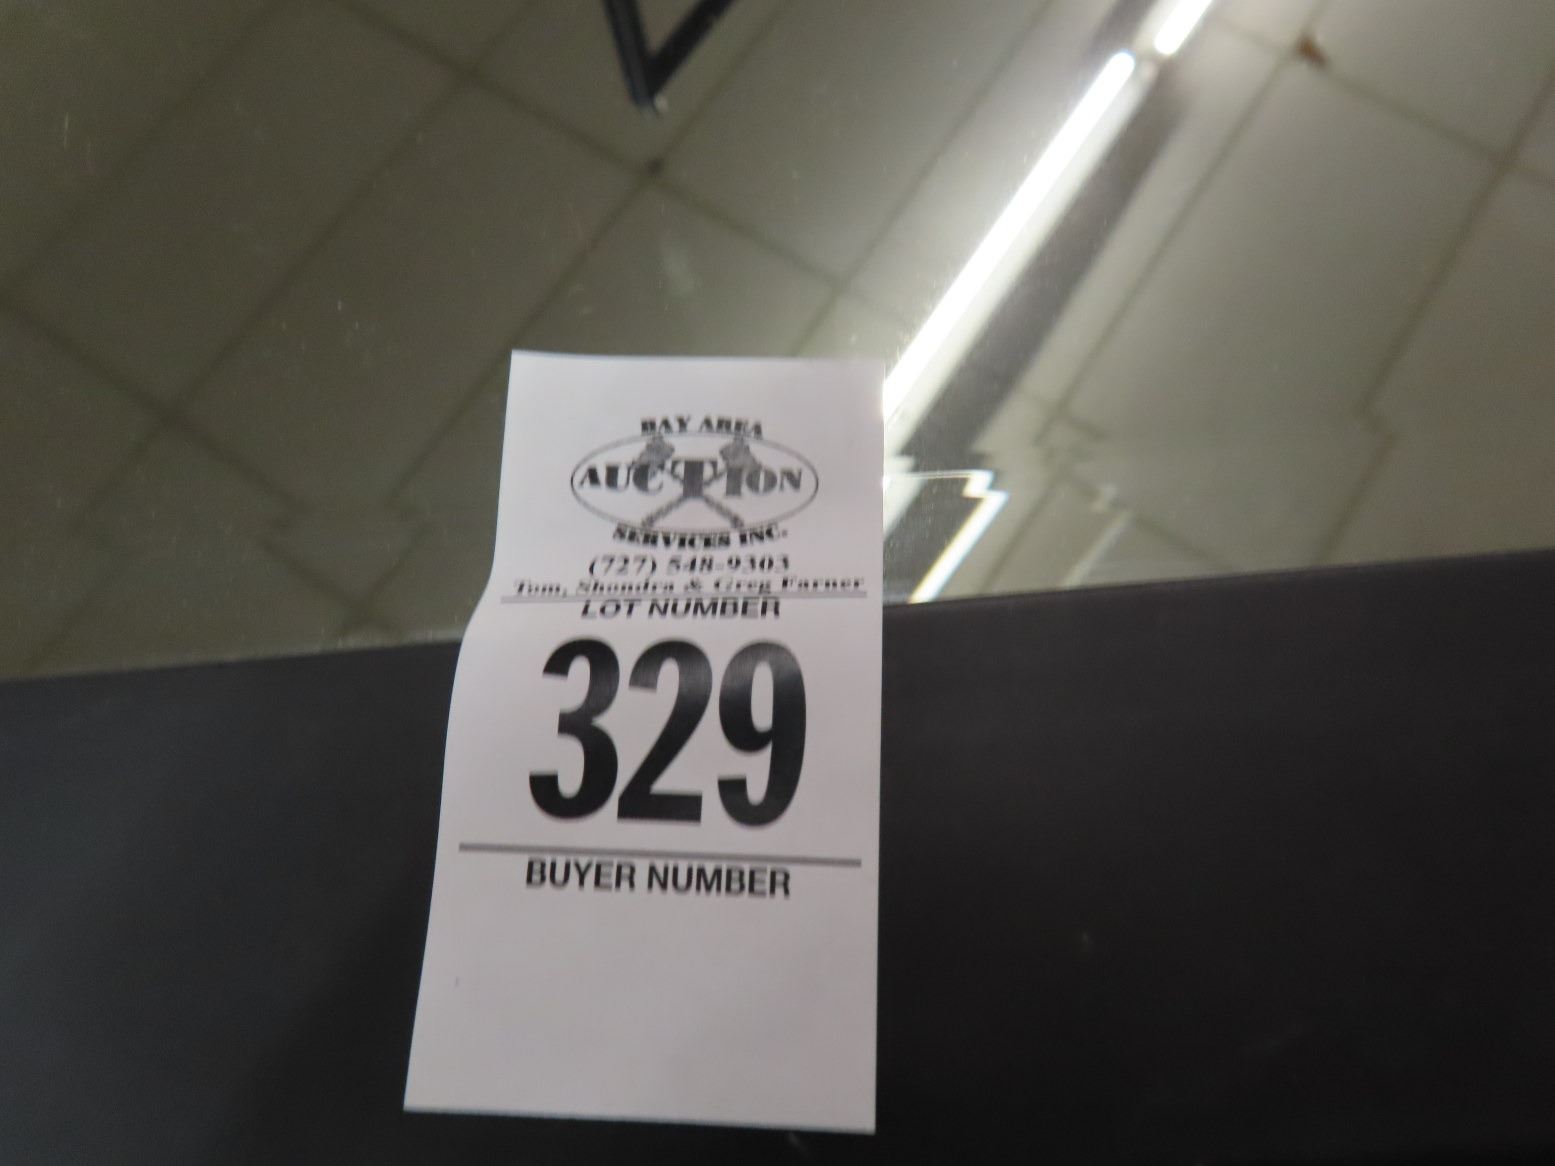 BAY AREA
AUCTION
SERVICES INC.
(727) 548-9303
Tom, Shondra & Greg Farner
LOT NUMBER
329
BUYER NUMBER